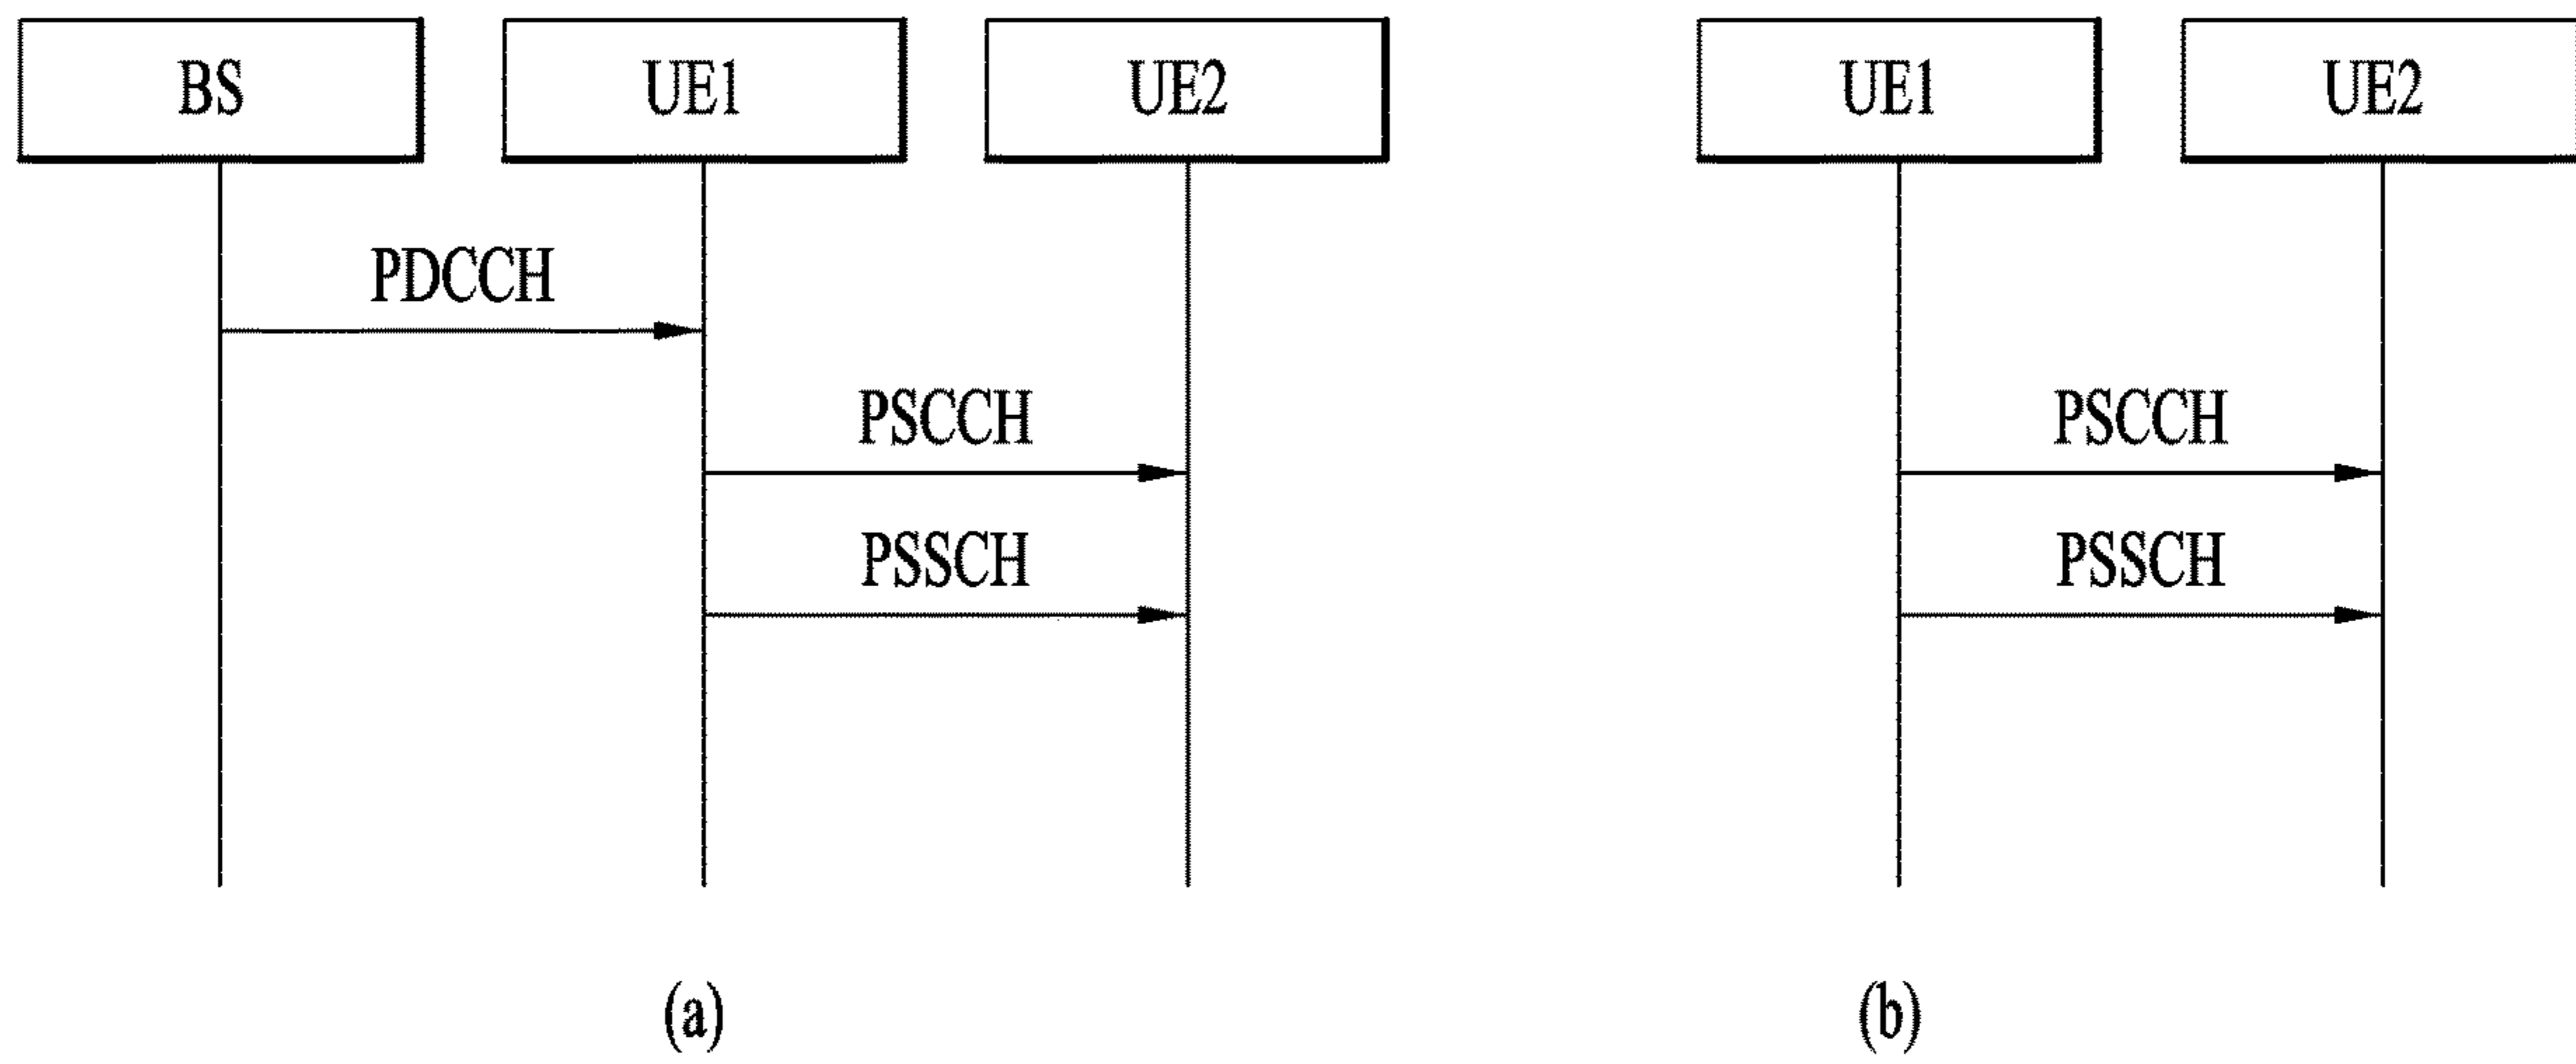 BS UE1 UE2 UE1 UE2
PDCCH
PSCCH PSCCH
PSSCH PSSCH
(a) (b)